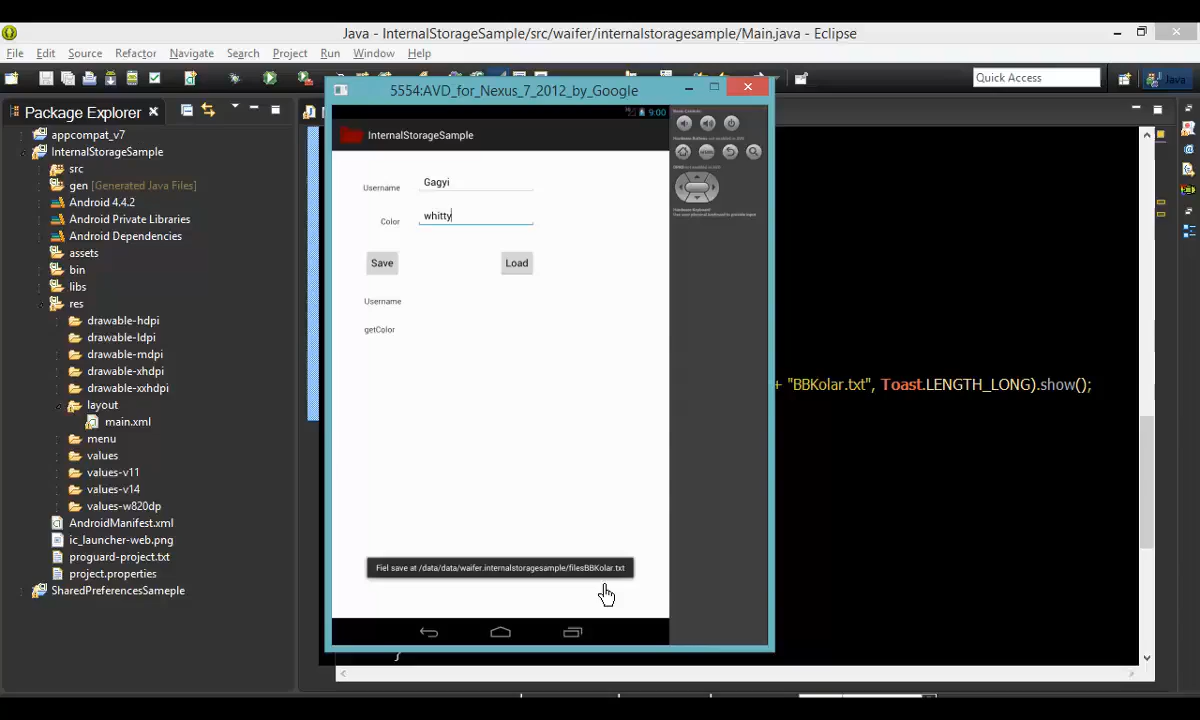 Java - InternalStorageSample/src/waifer/internalstoragesample/Main.java - Eclipse
File Edit Source Refactor Navigate Search Project Run Window Help
Quick Access
Java
Package Explorer
appcompat_v7
InternalStorageSample
src
gen [Generated Java Files]
Android 4.4.2
Android Private Libraries
Android Dependencies
assets
bin
libs
res
drawable-hdpi
drawable-ldpi
drawable-mdpi
drawable-xhdpi
drawable-xxhdpi
layout
main.xml
menu
values
values-v11
values-v14
values-w820dp
AndroidManifest.xml
ic_launcher-web.png
proguard-project.txt
project.properties
SharedPreferencesSameple
5554:AVD_for_Nexus_7_2012_by_Google
9:00
InternalStorageSample
Username Gagyi
Color whitty
Save Load
Username
getColor
Fiel save at /data/data/waifer.internalstoragesample/filesBBKolar.txt
+ "BBKolar.txt", Toast.LENGTH_LONG).show();
}